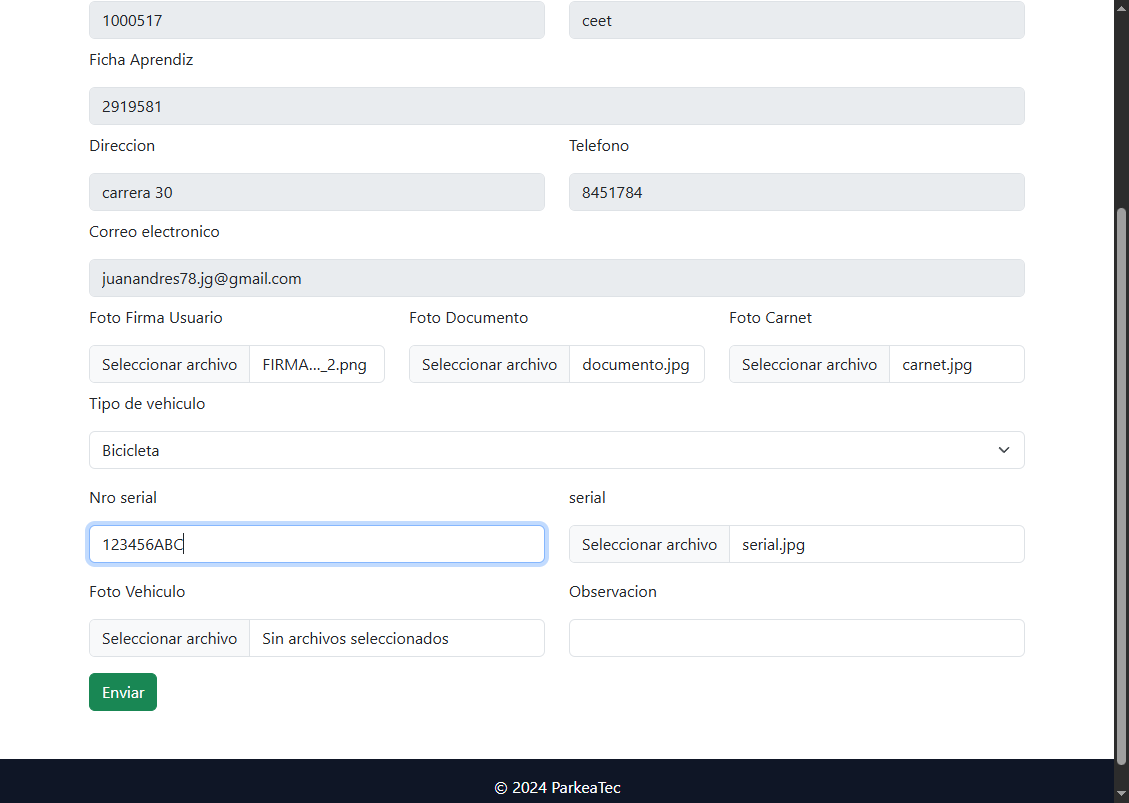 1000517 ceet
Ficha Aprendiz
2919581
Direccion Telefono
carrera 30 8451784
Correo electronico
juanandres78.jg@gmail.com
Foto Firma Usuario Foto Documento Foto Carnet
Seleccionar archivo FIRMA..._2.png Seleccionar archivo documento.jpg Seleccionar archivo carnet.jpg
Tipo de vehiculo
Bicicleta
Nro serial serial
123456ABC Seleccionar archivo serial.jpg
Foto Vehiculo Observacion
Seleccionar archivo Sin archivos seleccionados
Enviar
© 2024 ParkeaTec